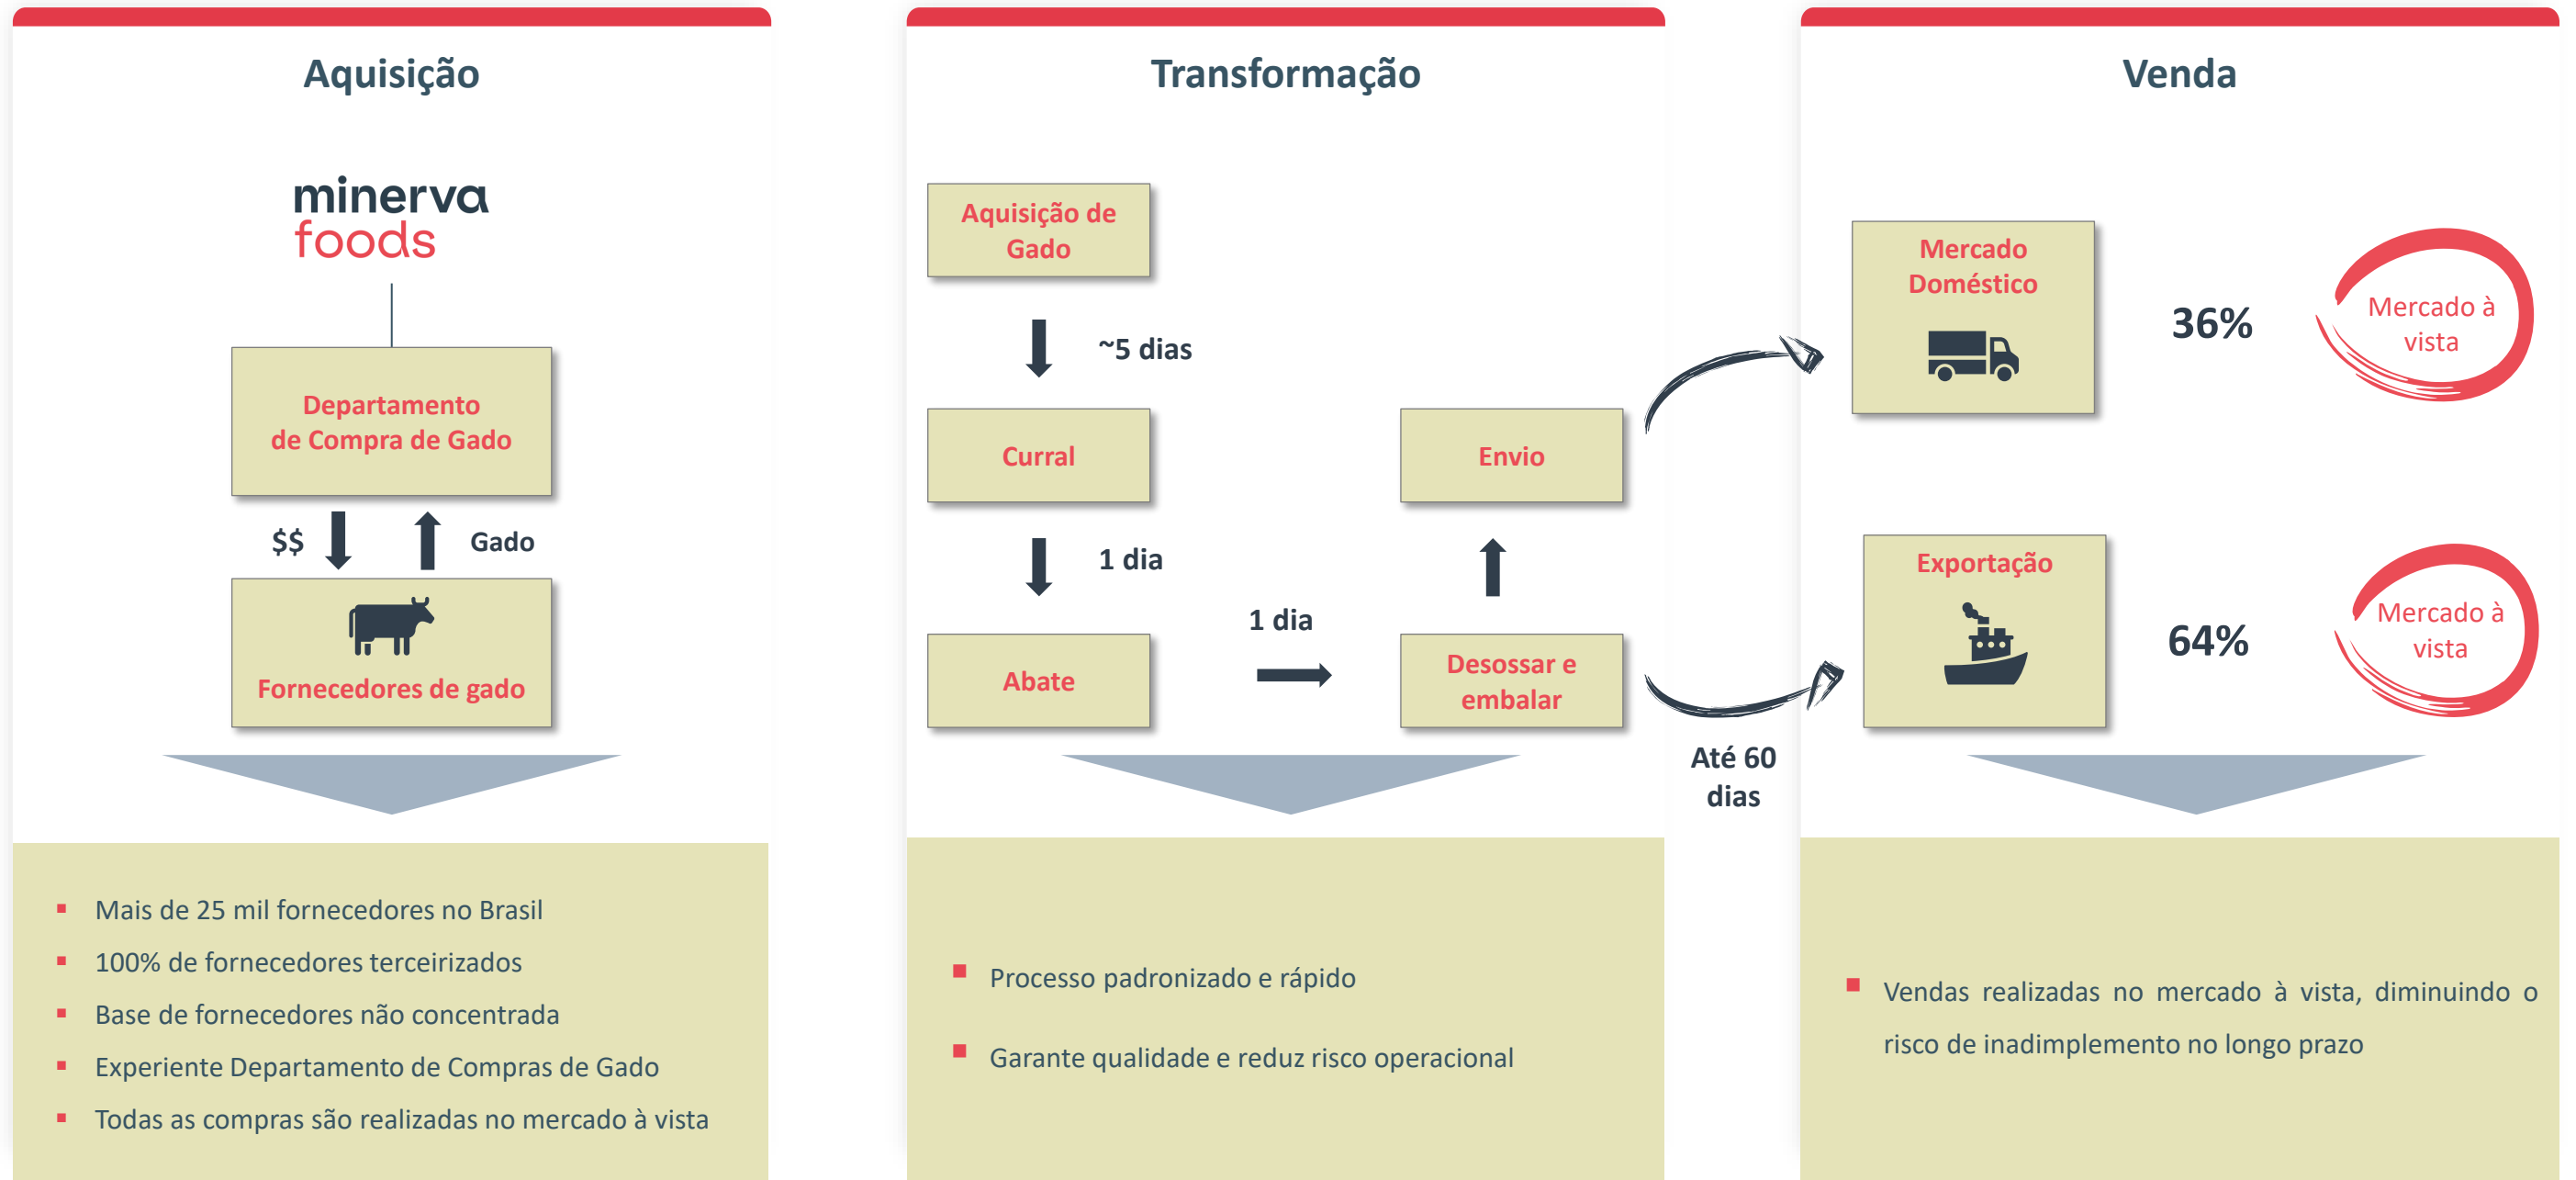 Aquisição
minerva
foods
Departamento
de Compra de Gado
$$
Gado
Fornecedores de gado
Mais de 25 mil fornecedores no Brasil
100% de fornecedores terceirizados
Base de fornecedores não concentrada
Experiente Departamento de Compras de Gado
Todas as compras são realizadas no mercado à vista
Transformação
Aquisição de
Gado
~5 dias
Curral
1 dia
Abate
1 dia
Desossar e
embalar
Envio
Até 60
dias
Processo padronizado e rápido
Garante qualidade e reduz risco operacional
Venda
Mercado
Doméstico
36%
Mercado à
vista
Exportação
64%
Mercado à
vista
Vendas realizadas no mercado à vista, diminuindo o
risco de inadimplemento no longo prazo